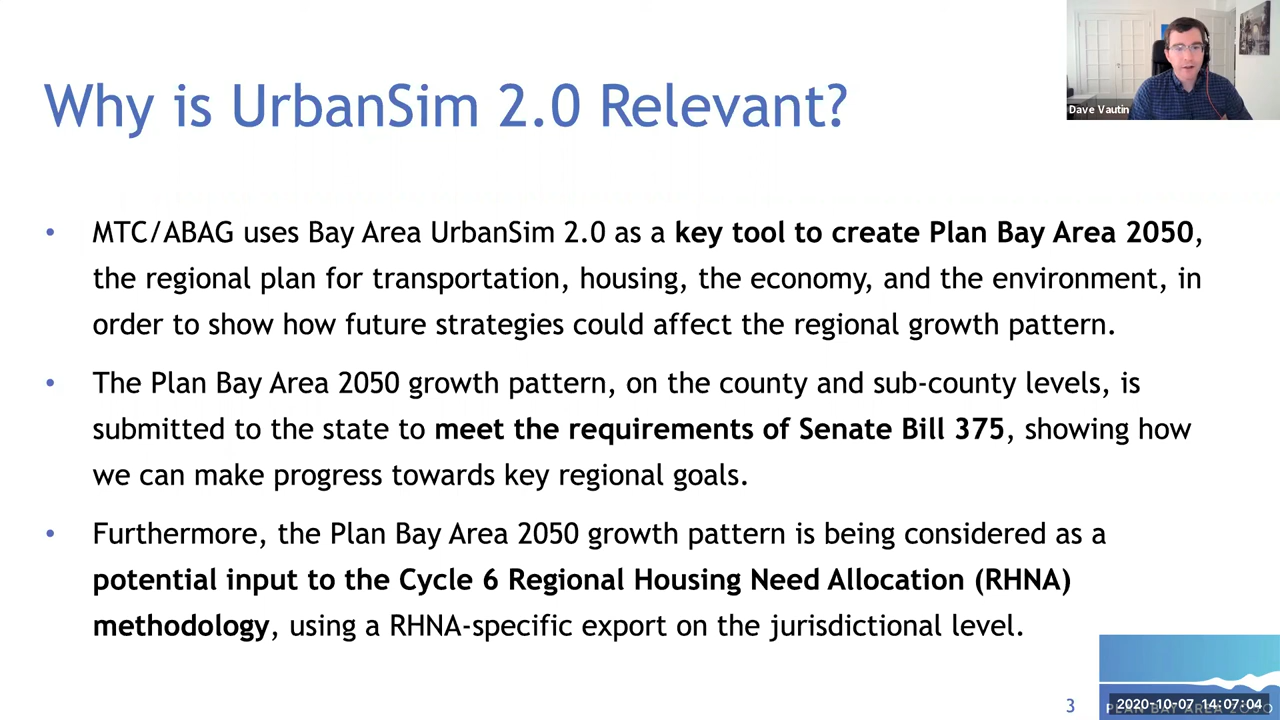 Why is UrbanSim 2.0 Relevant?
Dave Vautin
• MTC/ABAG uses Bay Area UrbanSim 2.0 as a key tool to create Plan Bay Area 2050,
the regional plan for transportation, housing, the economy, and the environment, in
order to show how future strategies could affect the regional growth pattern.
• The Plan Bay Area 2050 growth pattern, on the county and sub-county levels, is
submitted to the state to meet the requirements of Senate Bill 375, showing how
we can make progress towards key regional goals.
• Furthermore, the Plan Bay Area 2050 growth pattern is being considered as a
potential input to the Cycle 6 Regional Housing Need Allocation (RHNA)
methodology, using a RHNA-specific export on the jurisdictional level.
3
PLAN BAY AREA 2050
2020-10-07 14:07:04